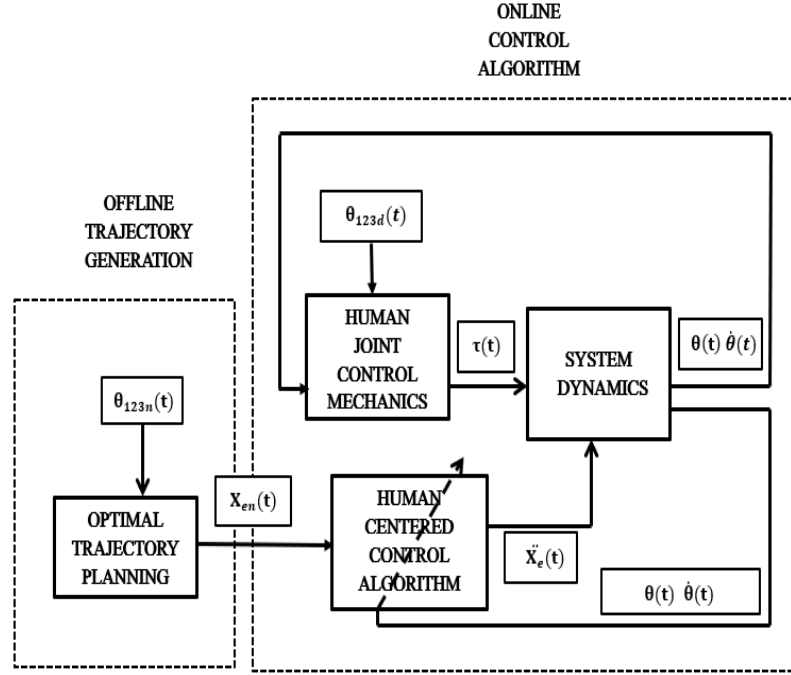 ONLINE
CONTROL
ALGORITHM
OFFLINE
TRAJECTORY
GENERATION
θ₁₂₃d(t)
HUMAN
JOINT
CONTROL
MECHANICS
τ(t)
SYSTEM
DYNAMICS
θ(t) θ̇(t)
θ₁₂₃n(t)
OPTIMAL
TRAJECTORY
PLANNING
Xen(t)
HUMAN
CENTERED
CONTROL
ALGORITHM
Ẍe(t)
θ(t) θ̇(t)